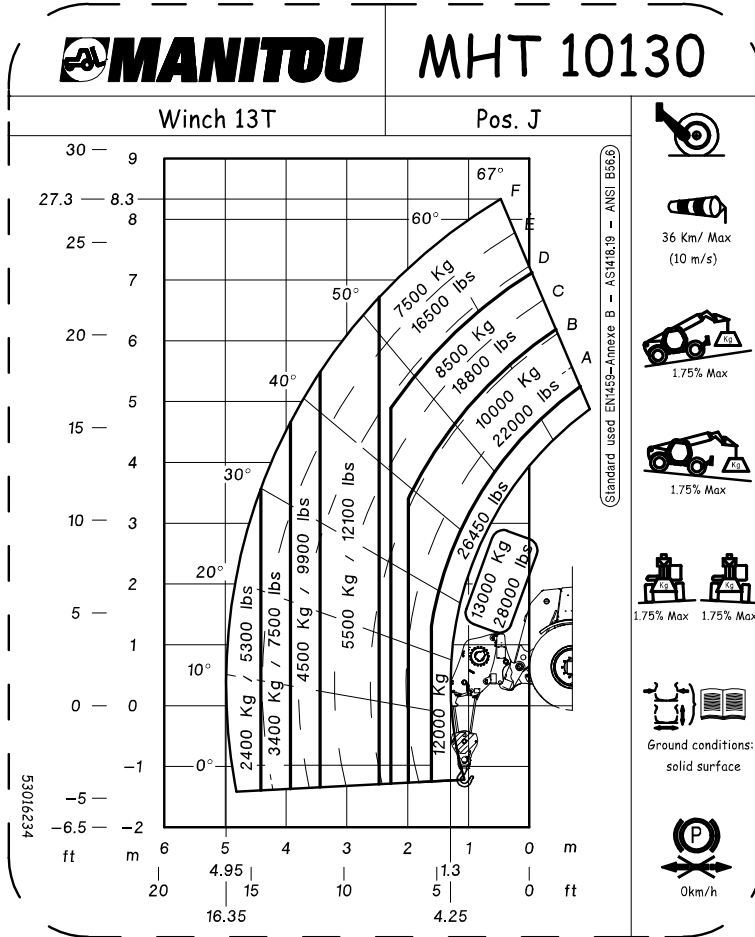 MANITOU
MHT 10130
Winch 13T
Pos. J
30
27.3
25
20
15
10
5
0
−5
−6.5
ft
9
8.3
8
7
6
5
4
3
2
1
0
−1
−2
m
67°
60°
50°
40°
30°
20°
10°
0°
F
E
D
C
B
A
7500 Kg
16500 lbs
8500 Kg
18800 lbs
10000 Kg
22000 lbs
12000 Kg
26450 lbs
13000 Kg
28000 lbs
5500 Kg / 12100 lbs
4500 Kg / 9900 lbs
3400 Kg / 7500 lbs
2400 Kg / 5300 lbs
6 5 4 3 2 1 0 m
4.95 1.3
20 15 10 5 0 ft
16.35 4.25
53016234
Standard used EN1459−Annexe B − AS1418.19 − ANSI B56.6
36 Km/ Max
(10 m/s)
Kg
1.75% Max
Kg
1.75% Max
Kg Kg
1.75% Max 1.75% Max
Ground conditions:
solid surface
P
0km/h